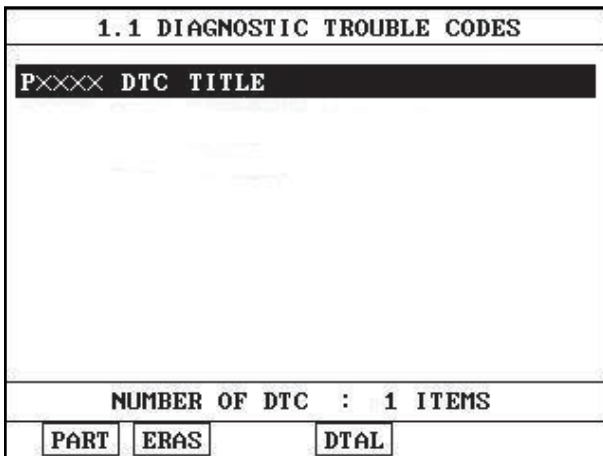 1.1 DIAGNOSTIC TROUBLE CODES
P×××× DTC TITLE
NUMBER OF DTC : 1 ITEMS
PART ERAS DTAL